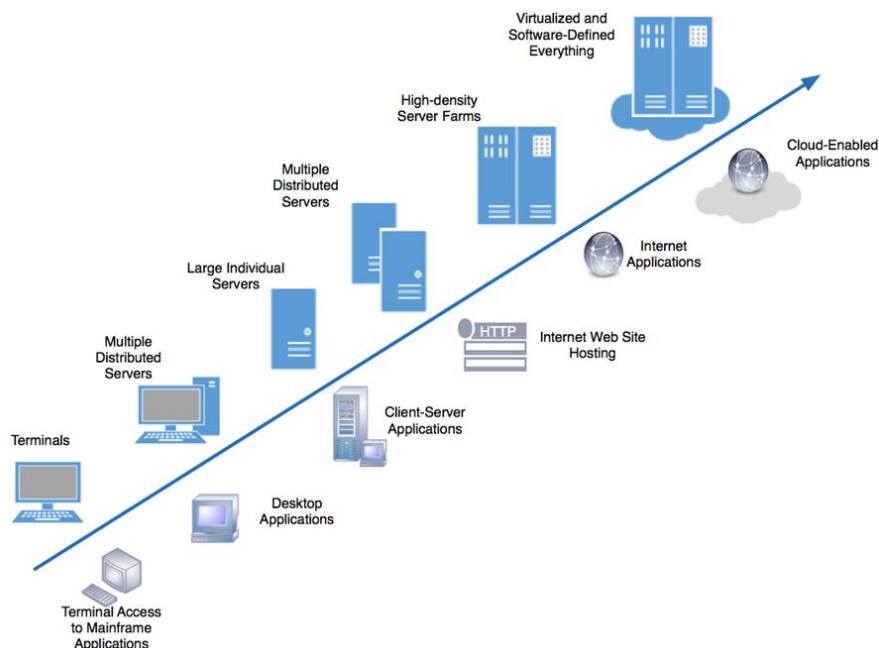 Virtualized and
Software-Defined
Everything
High-density
Server Farms
Cloud-Enabled
Applications
Multiple
Distributed
Servers
Internet
Applications
Large Individual
Servers
HTTP
Internet Web Site
Hosting
Multiple
Distributed
Servers
Client-Server
Applications
Terminals
Desktop
Applications
Terminal Access
to Mainframe
Applications